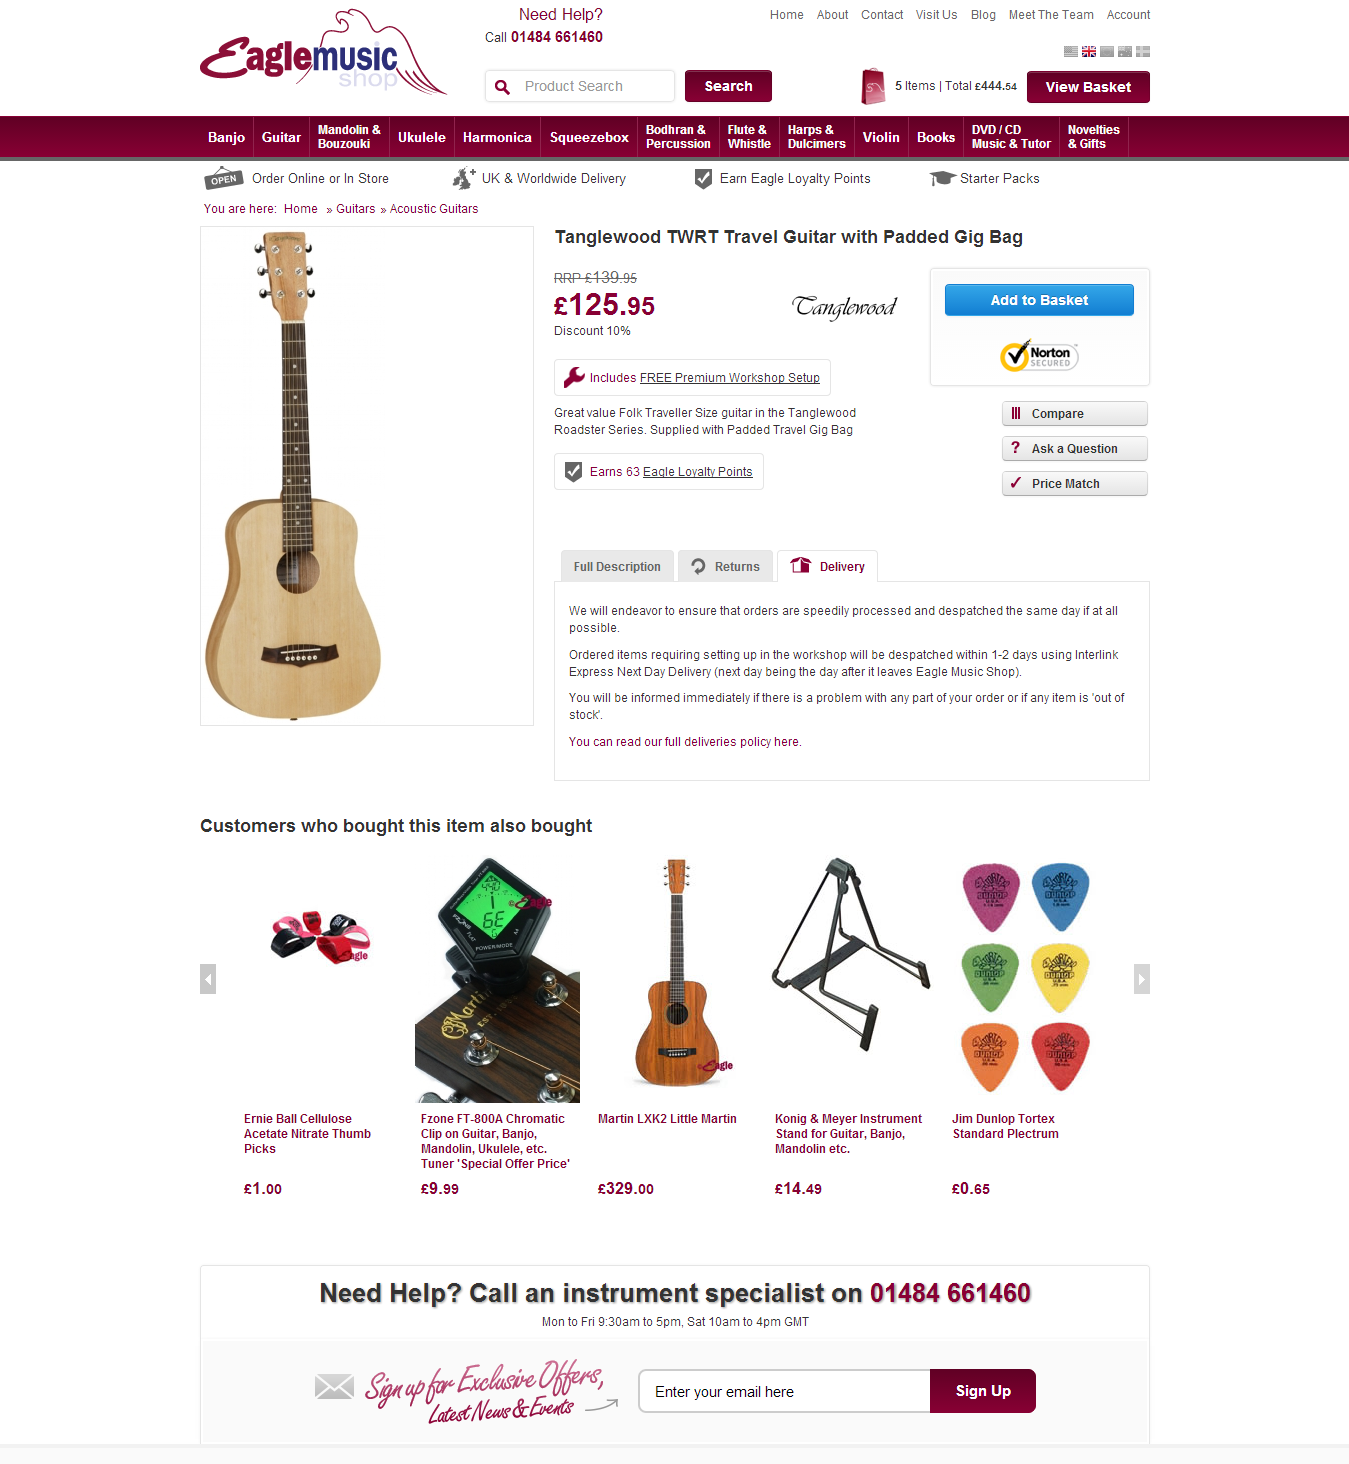 Eaglemusic
shop
Need Help?
Call 01484 661460
Home About Contact Visit Us Blog Meet The Team Account
Product Search
Search
5 Items | Total £444.54
View Basket
Banjo
Guitar
Mandolin &
Bouzouki
Ukulele
Harmonica
Squeezebox
Bodhran &
Percussion
Flute &
Whistle
Harps &
Dulcimers
Violin
Books
DVD / CD
Music & Tutor
Novelties
& Gifts
OPEN
Order Online or In Store
UK & Worldwide Delivery
Earn Eagle Loyalty Points
Starter Packs
You are here: Home » Guitars » Acoustic Guitars
Tanglewood TWRT Travel Guitar with Padded Gig Bag
RRP £139.95
£125.95
Discount 10%
Tanglewood
Add to Basket
Norton
SECURED
Includes FREE Premium Workshop Setup
Great value Folk Traveller Size guitar in the Tanglewood
Roadster Series. Supplied with Padded Travel Gig Bag
Earns 63 Eagle Loyalty Points
Compare
? Ask a Question
Price Match
Full Description
Returns
Delivery
We will endeavor to ensure that orders are speedily processed and despatched the same day if at all
possible.
Ordered items requiring setting up in the workshop will be despatched within 1-2 days using Interlink
Express Next Day Delivery (next day being the day after it leaves Eagle Music Shop).
You will be informed immediately if there is a problem with any part of your order or if any item is 'out of
stock'.
You can read our full deliveries policy here.
Customers who bought this item also bought
Eagle
440
6E
FLAT
POWER/MODE
©Eagle
Martin
EST.
Eagle
TORTEX
DUNLOP
U.S.A.
Ernie Ball Cellulose
Acetate Nitrate Thumb
Picks
£1.00
Fzone FT-800A Chromatic
Clip on Guitar, Banjo,
Mandolin, Ukulele, etc.
Tuner 'Special Offer Price'
£9.99
Martin LXK2 Little Martin
£329.00
Konig & Meyer Instrument
Stand for Guitar, Banjo,
Mandolin etc.
£14.49
Jim Dunlop Tortex
Standard Plectrum
£0.65
Need Help? Call an instrument specialist on 01484 661460
Mon to Fri 9:30am to 5pm, Sat 10am to 4pm GMT
Sign up for Exclusive Offers,
Latest News & Events
Enter your email here
Sign Up